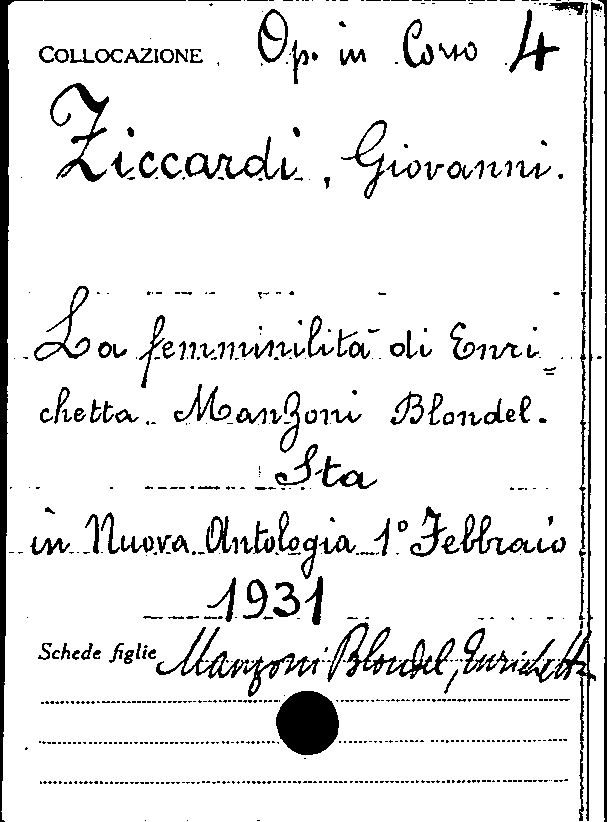 COLLOCAZIONE Op. in Corso 4
Ziccardi, Giovanni.
La femminilità di Enri=
chetta Manzoni Blondel.
Sta
in Nuova Antologia 1° Febbraio
1931
Schede figlie Manzoni Blondel, Enrichetta